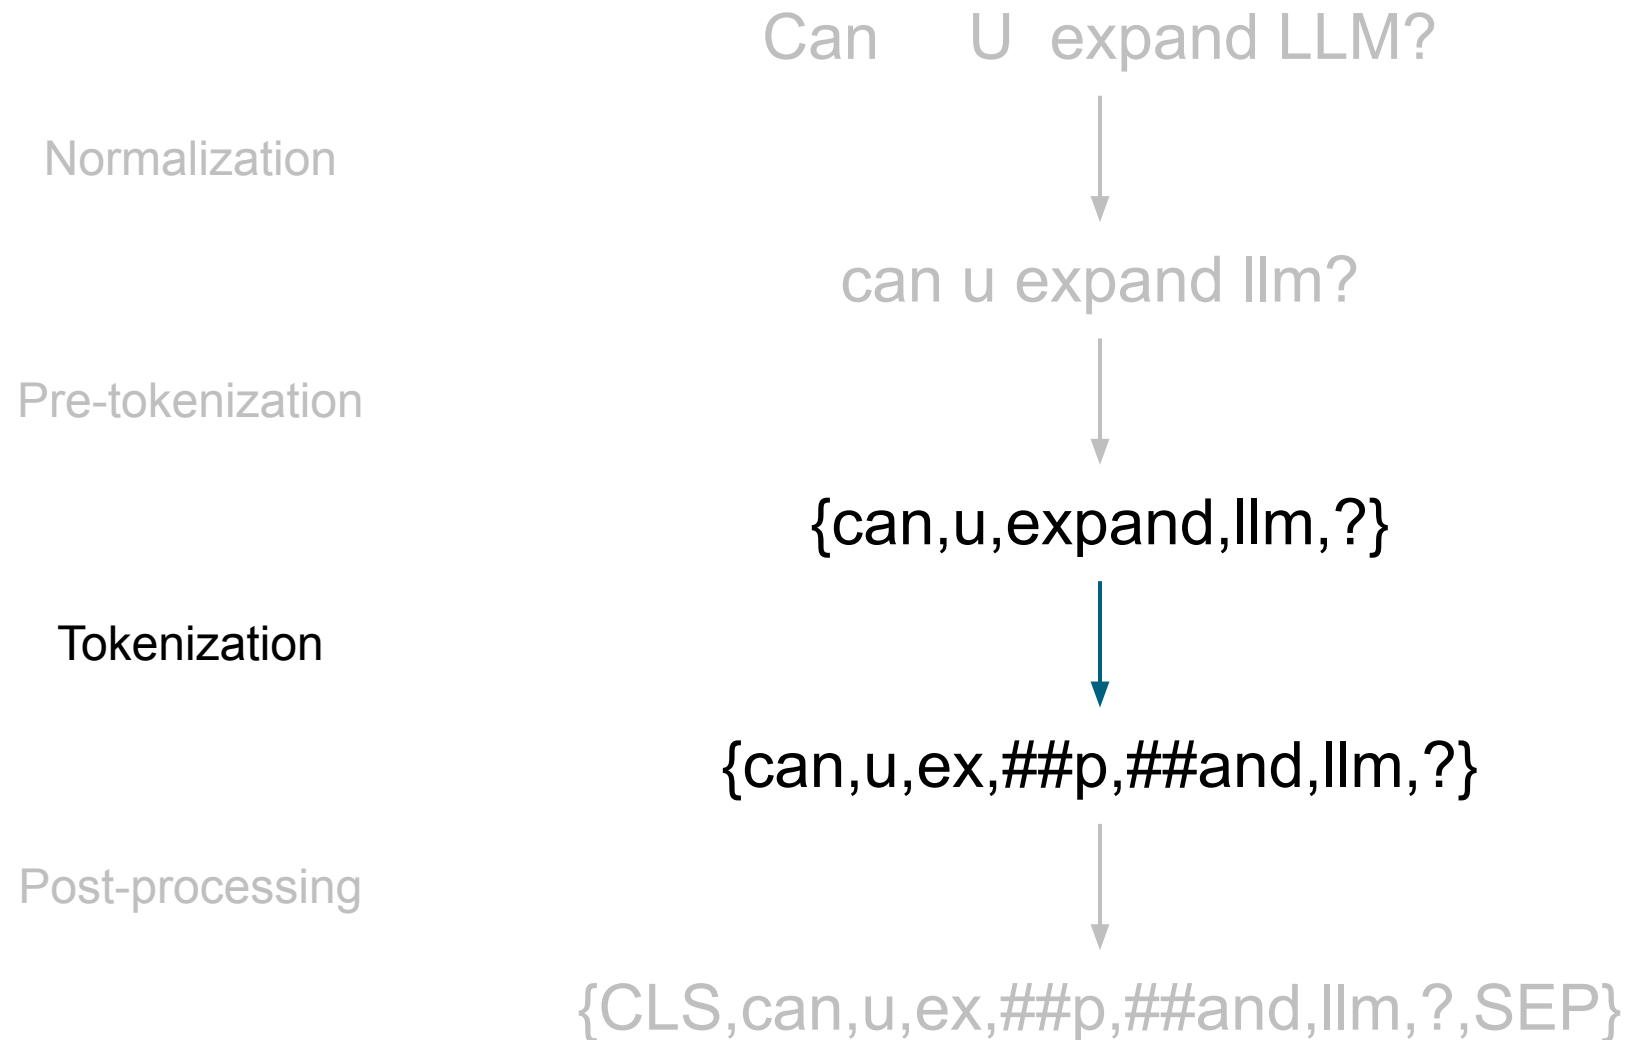 Can U expand LLM?
Normalization
can u expand llm?
Pre-tokenization
{can,u,expand,llm,?}
Tokenization
{can,u,ex,##p,##and,llm,?}
Post-processing
{CLS,can,u,ex,##p,##and,llm,?,SEP}